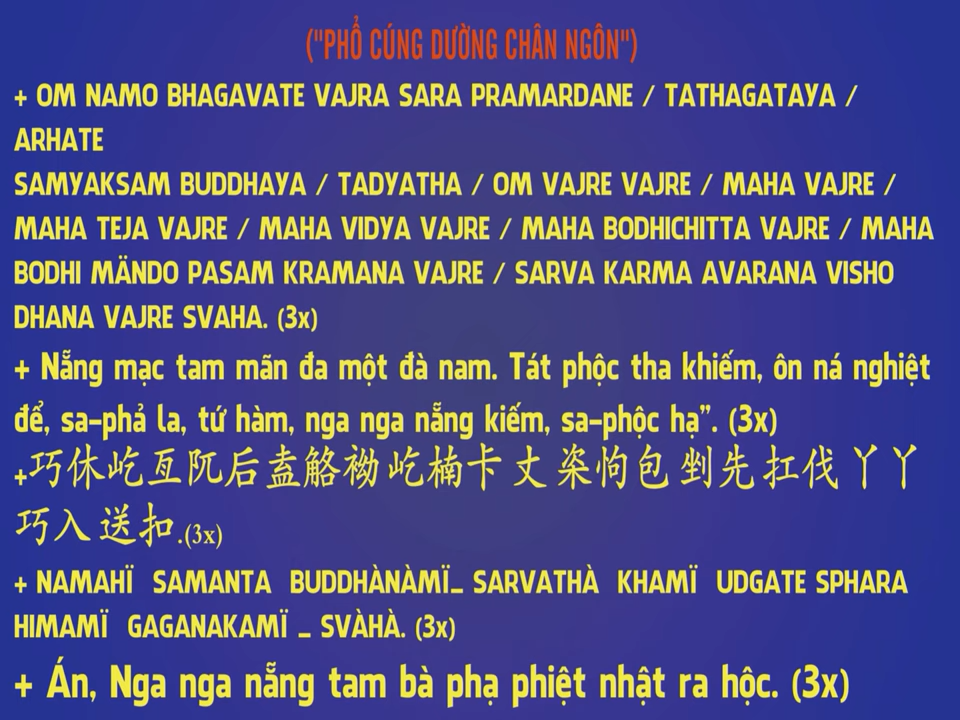 ("PHỔ CÚNG DƯỜNG CHÂN NGÔN")
+ OM NAMO BHAGAVATE VAJRA SARA PRAMARDANE / TATHAGATAYA /
ARHATE
SAMYAKSAM BUDDHAYA / TADYATHA / OM VAJRE VAJRE / MAHA VAJRE /
MAHA TEJA VAJRE / MAHA VIDYA VAJRE / MAHA BODHICHITTA VAJRE / MAHA
BODHI MÄNDO PASAM KRAMANA VAJRE / SARVA KARMA AVARANA VISHO
DHANA VAJRE SVAHA. (3x)
+ Nẵng mạc tam mãn đa một đà nam. Tát phộc tha khiếm, ôn ná nghiệt
để, sa-phả la, tứ hàm, nga nga nẵng kiếm, sa-phộc hạ”. (3x)
+巧休屹亙阢后盍觡袎屹楠卡丈楶怐包剉先扛伐丫丫
巧入送扣.(3x)
+ NAMAHÏ SAMANTA BUDDHÀNÀMÏ_ SARVATHÀ KHAMÏ UDGATE SPHARA
HIMAMÏ GAGANAKAMÏ _ SVÀHÀ. (3x)
+ Án, Nga nga nẵng tam bà phạ phiệt nhật ra hộc. (3x)